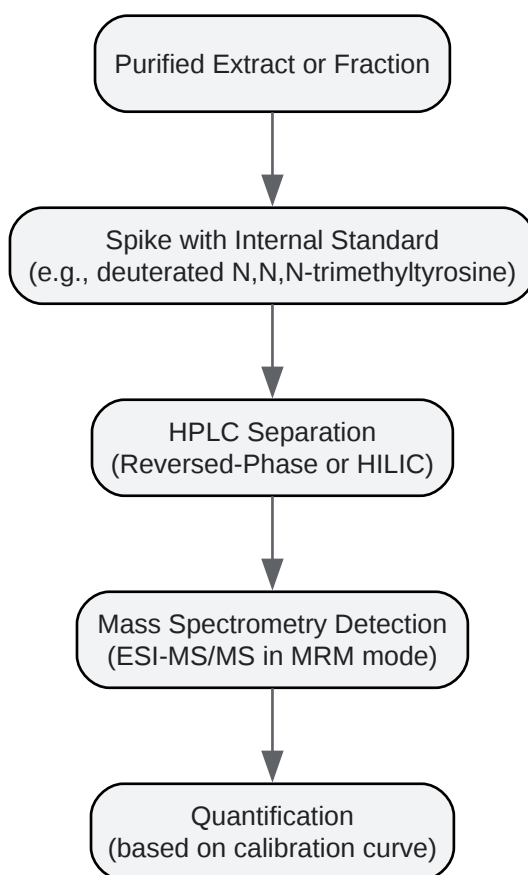 Purified Extract or Fraction
Spike with Internal Standard
(e.g., deuterated N,N,N-trimethyltyrosine)
HPLC Separation
(Reversed-Phase or HILIC)
Mass Spectrometry Detection
(ESI-MS/MS in MRM mode)
Quantification
(based on calibration curve)